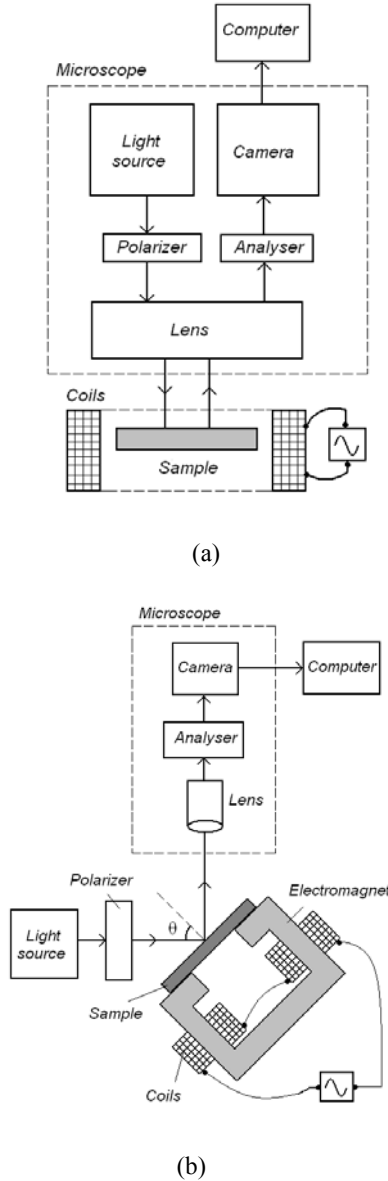 Computer
Microscope
Light
source
Camera
Polarizer
Analyser
Lens
Coils
Sample
(a)
Microscope
Camera
Computer
Analyser
Lens
Polarizer
Electromagnet
Light
source
θ
Sample
Coils
(b)